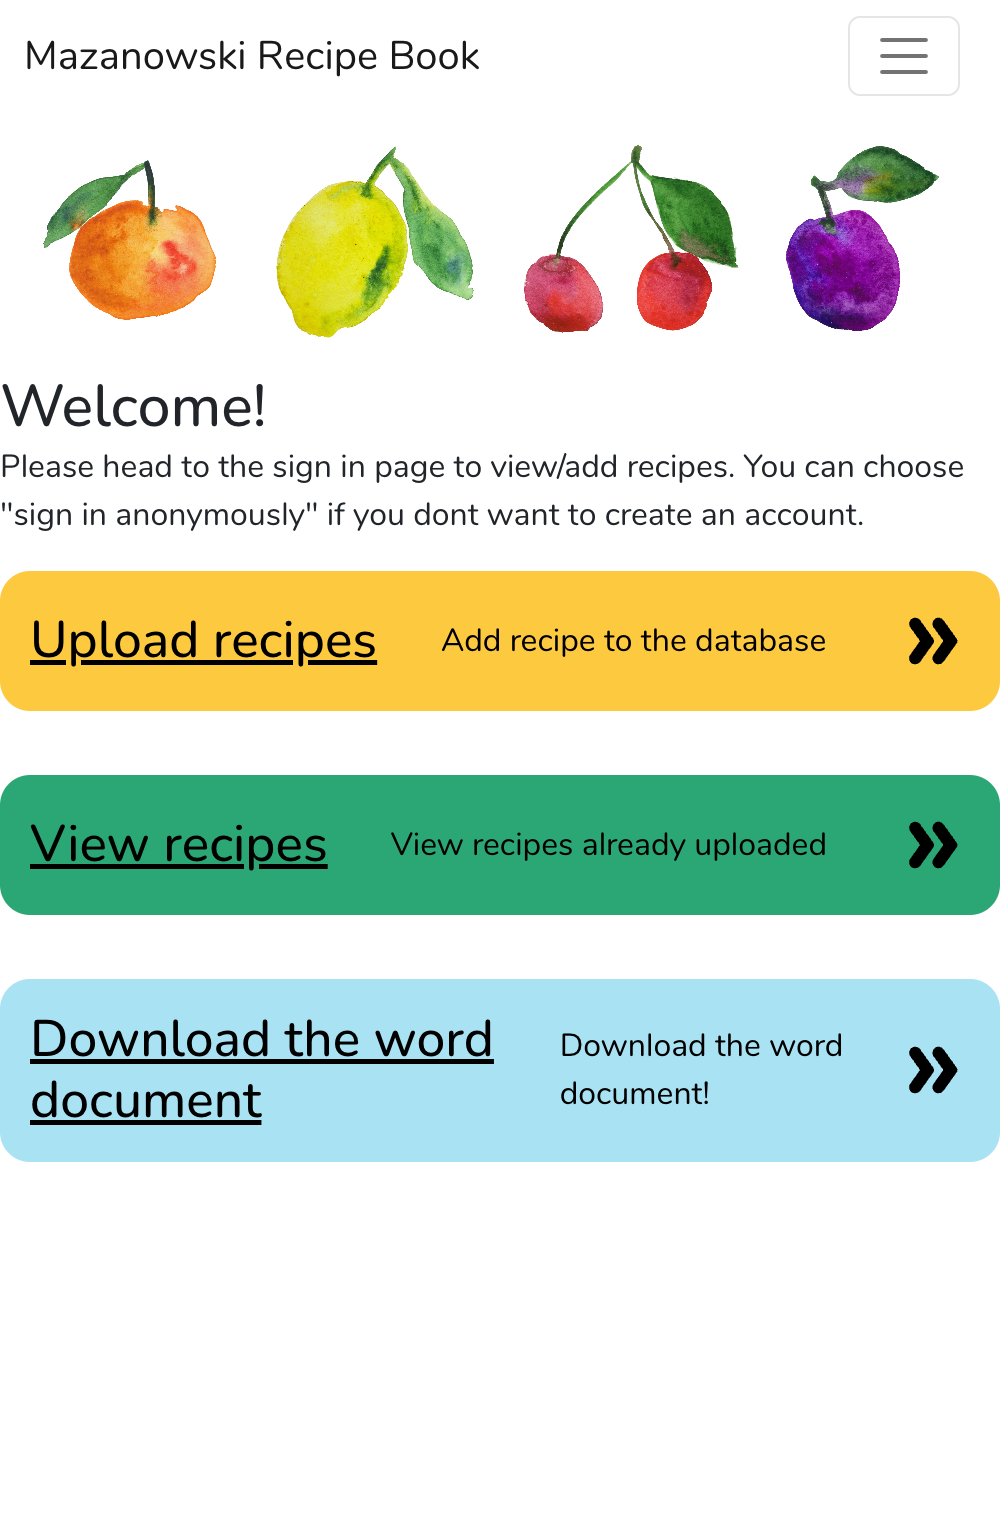 Mazanowski Recipe Book
Welcome!
Please head to the sign in page to view/add recipes. You can choose
"sign in anonymously" if you dont want to create an account.
Upload recipes
Add recipe to the database
View recipes
View recipes already uploaded
Download the word
document
Download the word
document!